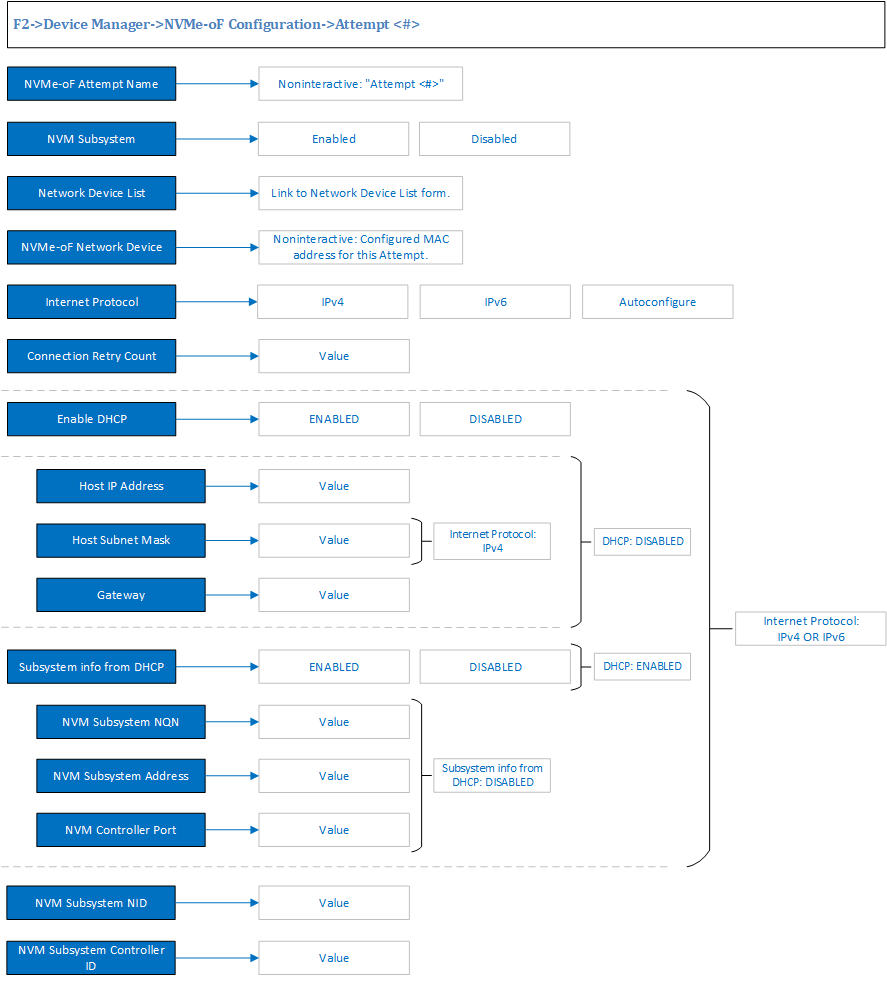 F2->Device Manager->NVMe-oF Configuration->Attempt <#>
NVMe-oF Attempt Name
Noninteractive: "Attempt <#>"
NVM Subsystem
Enabled
Disabled
Network Device List
Link to Network Device List form.
NVMe-oF Network Device
Noninteractive: Configured MAC
address for this Attempt.
Internet Protocol
IPv4
IPv6
Autoconfigure
Connection Retry Count
Value
Enable DHCP
ENABLED
DISABLED
Host IP Address
Value
Host Subnet Mask
Value
Internet Protocol:
IPv4
DHCP: DISABLED
Gateway
Value
Internet Protocol:
IPv4 OR IPv6
Subsystem info from DHCP
ENABLED
DISABLED
DHCP: ENABLED
NVM Subsystem NQN
Value
NVM Subsystem Address
Value
Subsystem info from
DHCP: DISABLED
NVM Controller Port
Value
NVM Subsystem NID
Value
NVM Subsystem Controller
ID
Value